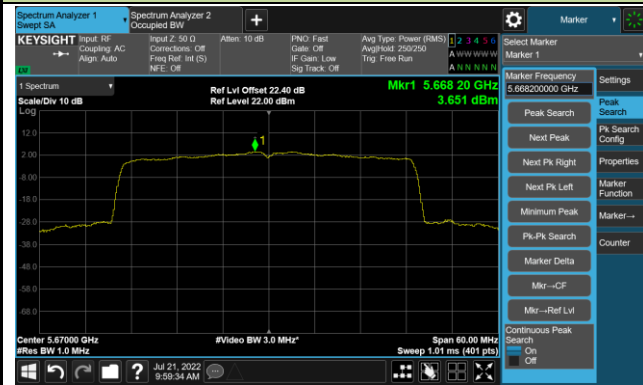 Spectrum Analyzer 1
Swept SA
Spectrum Analyzer 2
Occupied BW
+
Marker
KEYSIGHT
Input: RF
Coupling: AC
Align: Auto
Input Z: 50 Ω
Corrections: Off
Freq Ref: Int (S)
NFE: Off
Atten: 10 dB
PNO: Fast
Gate: Off
IF Gain: Low
Sig Track: Off
Avg Type: Power (RMS)
Avg|Hold: 250/250
Trig: Free Run
1 2 3 4 5 6
A W W W W W
A N N N N N
Select Marker
Marker 1
1 Spectrum
Scale/Div 10 dB
Log
Ref Lvl Offset 22.40 dB
Ref Level 22.00 dBm
Mkr1 5.668 20 GHz
3.651 dBm
Marker Frequency
5.668200000 GHz
Peak Search
Next Peak
Next Pk Right
Next Pk Left
Minimum Peak
Pk-Pk Search
Marker Delta
Mkr→CF
Mkr→Ref Lvl
Continuous Peak
Search
On
Off
Settings
Peak
Search
Pk Search
Config
Properties
Marker
Function
Marker→
Counter
12.0
2.00
-8.00
-18.0
-28.0
-38.0
-48.0
-58.0
-68.0
1
Center 5.67000 GHz
#Res BW 1.0 MHz
#Video BW 3.0 MHz*
Span 60.00 MHz
Sweep 1.01 ms (401 pts)
?
Jul 21, 2022
9:59:34 AM